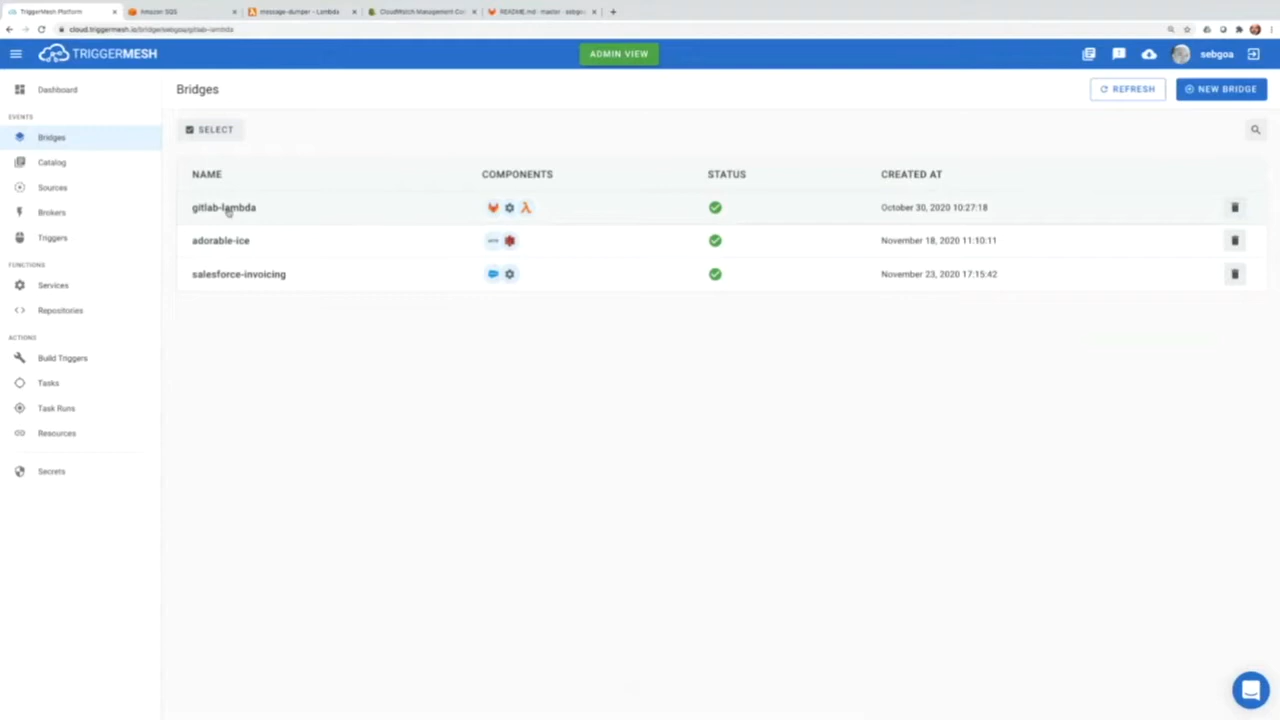 TriggerMesh Platform
Amazon SQS
message-dumper - Lambda
CloudWatch Management Con
README.md · master · sebgoa
cloud.triggermesh.io/bridge/sebgoa/gitlab-lambda
TRIGGERMESH
ADMIN VIEW
sebgoa
Dashboard
EVENTS
Bridges
Catalog
Sources
Brokers
Triggers
FUNCTIONS
Services
Repositories
ACTIONS
Build Triggers
Tasks
Task Runs
Resources
Secrets
Bridges
REFRESH
NEW BRIDGE
SELECT
NAME COMPONENTS STATUS CREATED AT
gitlab-lambda October 30, 2020 10:27:18
adorable-ice November 18, 2020 11:10:11
salesforce-invoicing November 23, 2020 17:15:42